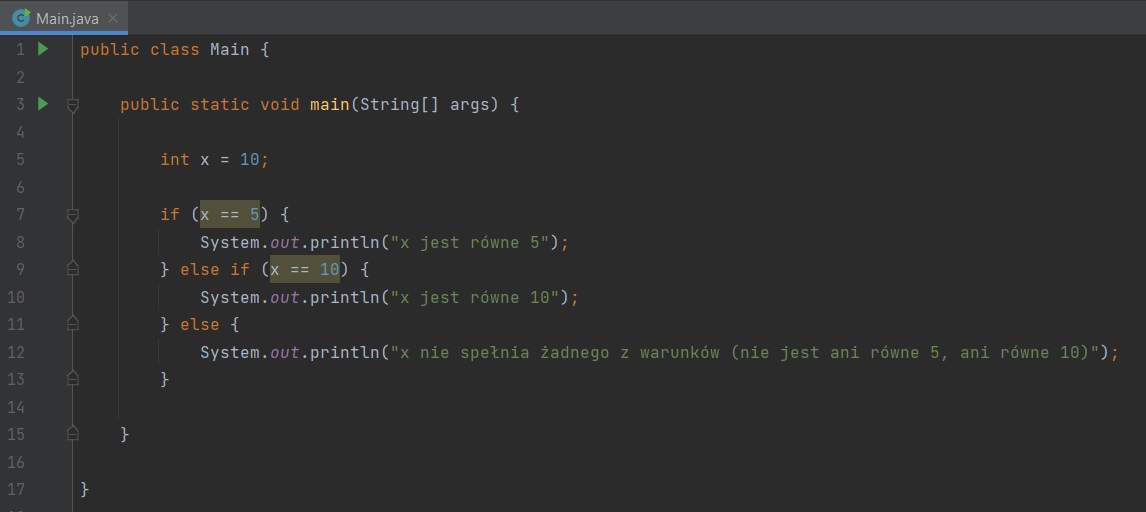 Main.java
1 public class Main {
2
3 public static void main(String[] args) {
4
5 int x = 10;
6
7 if (x == 5) {
8 System.out.println("x jest równe 5");
9 } else if (x == 10) {
10 System.out.println("x jest równe 10");
11 } else {
12 System.out.println("x nie spełnia żadnego z warunków (nie jest ani równe 5, ani równe 10)");
13 }
14
15 }
16
17 }